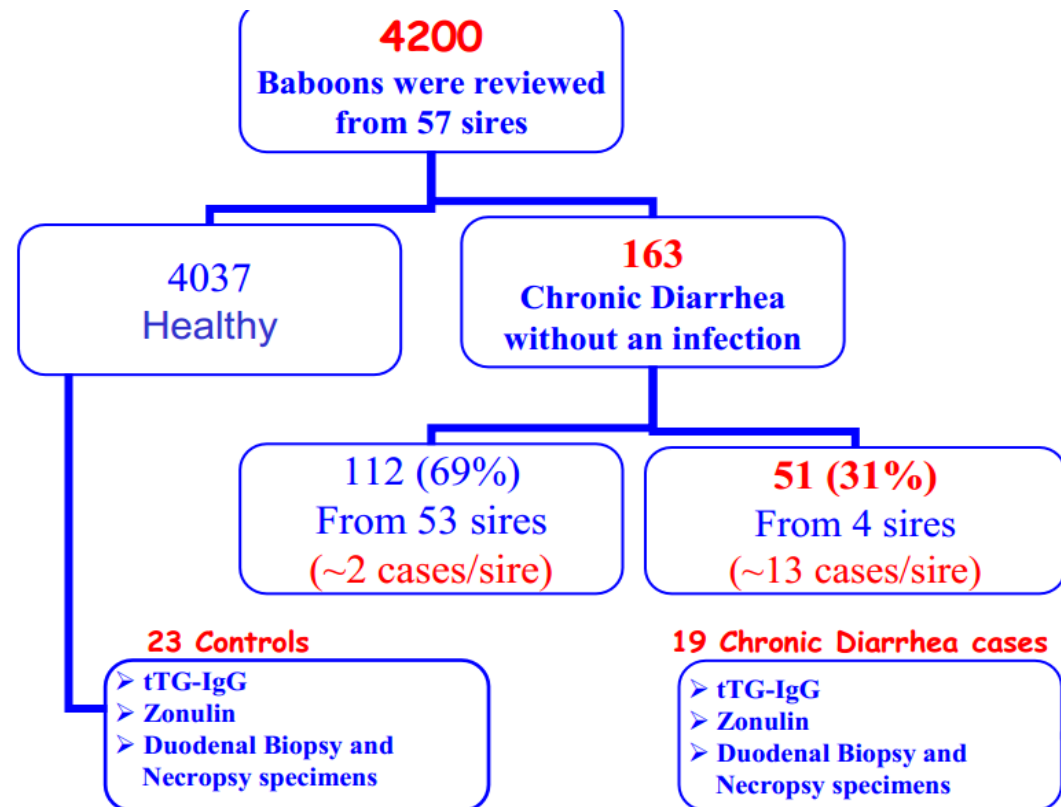 4200
Baboons were reviewed
from 57 sires
4037
Healthy
163
Chronic Diarrhea
without an infection
112 (69%)
From 53 sires
(~2 cases/sire)
51 (31%)
From 4 sires
(~13 cases/sire)
23 Controls
➢ tTG-IgG
➢ Zonulin
➢ Duodenal Biopsy and
Necropsy specimens
19 Chronic Diarrhea cases
➢ tTG-IgG
➢ Zonulin
➢ Duodenal Biopsy and
Necropsy specimens